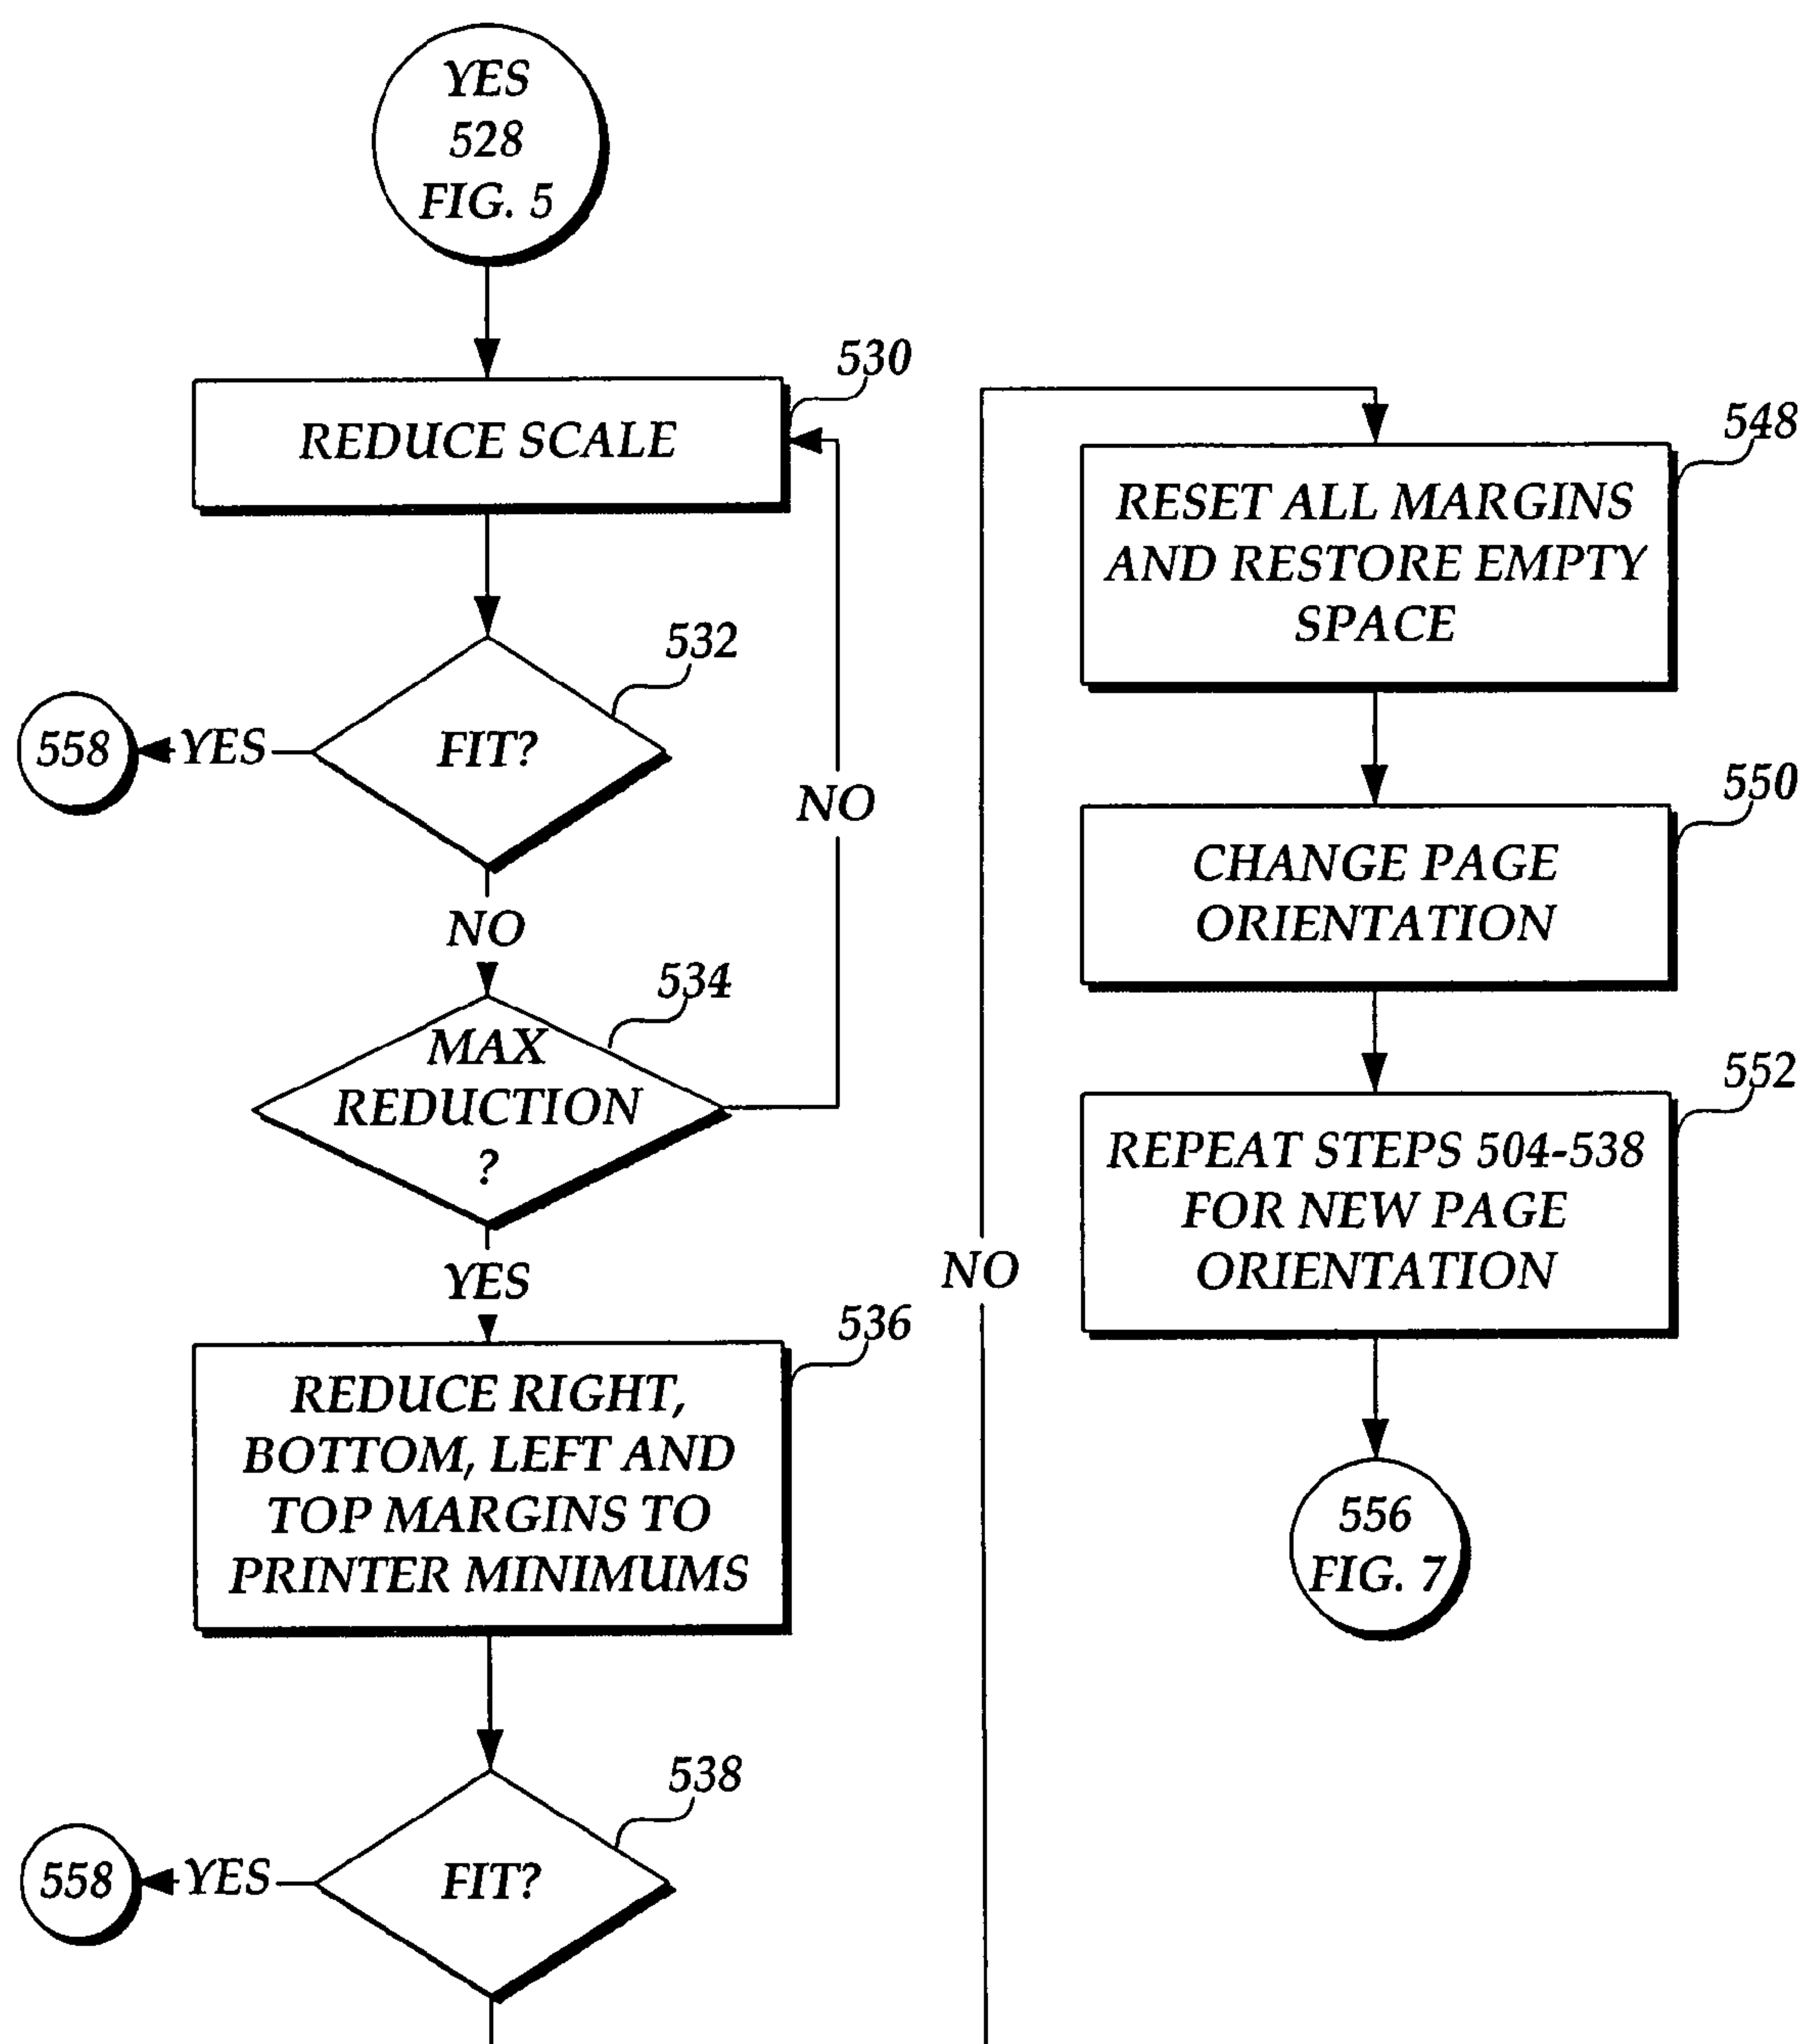 YES
528
FIG. 5
530
REDUCE SCALE
532
FIT?
YES
558
NO
NO
534
MAX
REDUCTION
?
YES
536
REDUCE RIGHT,
BOTTOM, LEFT AND
TOP MARGINS TO
PRINTER MINIMUMS
538
FIT?
YES
558
NO
548
RESET ALL MARGINS
AND RESTORE EMPTY
SPACE
550
CHANGE PAGE
ORIENTATION
552
REPEAT STEPS 504-538
FOR NEW PAGE
ORIENTATION
556
FIG. 7